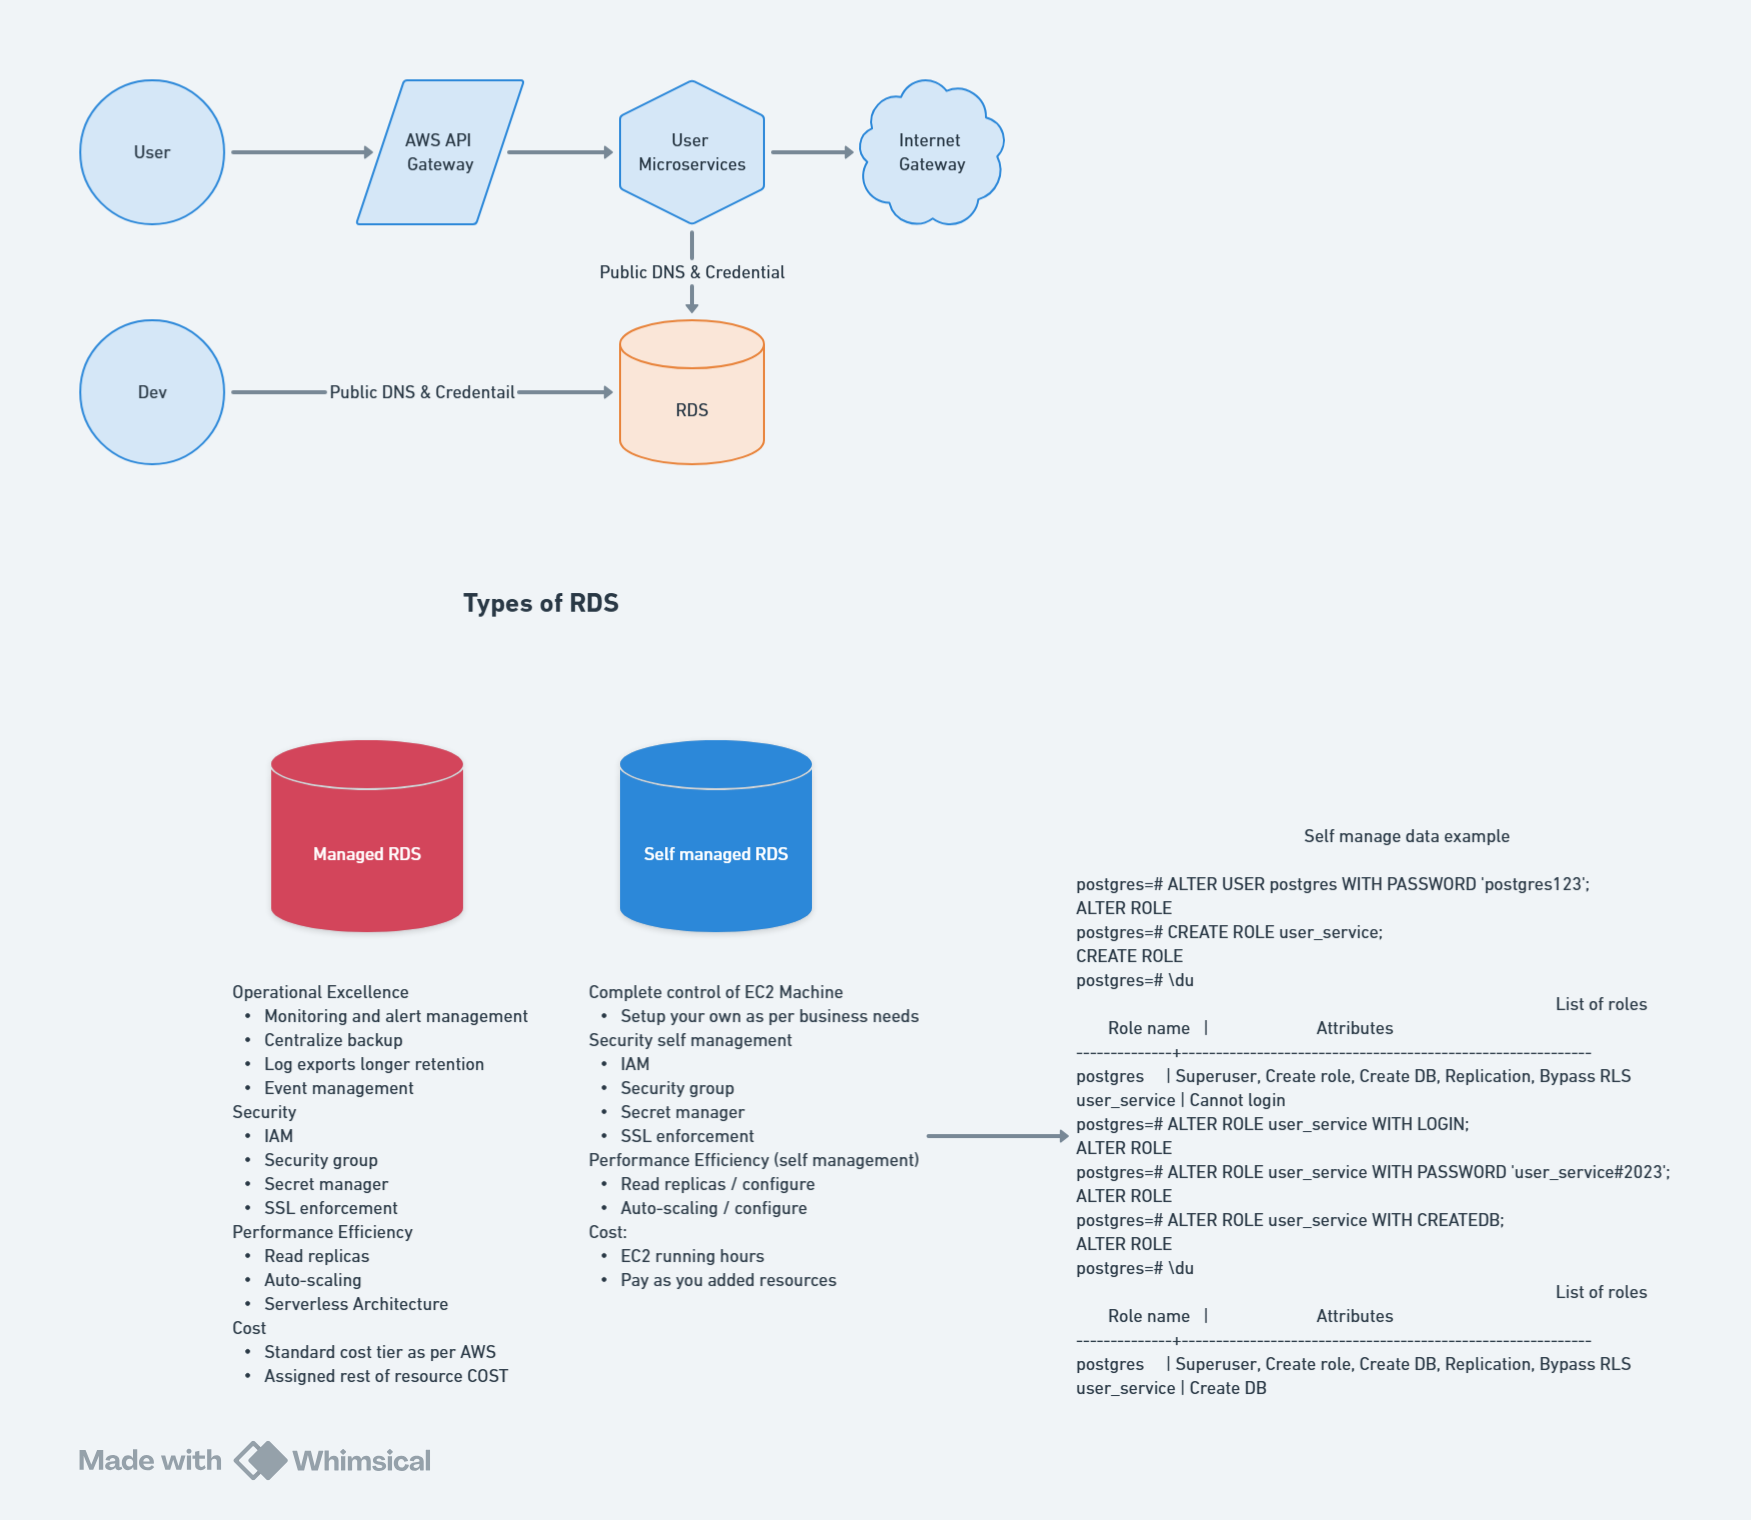 User
AWS API
Gateway
User
Microservices
Internet
Gateway
Public DNS & Credential
Dev
Public DNS & Credentail
RDS
Types of RDS
Managed RDS
Self managed RDS
Operational Excellence
• Monitoring and alert management
• Centralize backup
• Log exports longer retention
• Event management
Security
• IAM
• Security group
• Secret manager
• SSL enforcement
Performance Efficiency
• Read replicas
• Auto-scaling
• Serverless Architecture
Cost
• Standard cost tier as per AWS
• Assigned rest of resource COST
Complete control of EC2 Machine
• Setup your own as per business needs
Security self management
• IAM
• Security group
• Secret manager
• SSL enforcement
Performance Efficiency (self management)
• Read replicas / configure
• Auto-scaling / configure
Cost:
• EC2 running hours
• Pay as you added resources
Self manage data example
postgres=# ALTER USER postgres WITH PASSWORD 'postgres123';
ALTER ROLE
postgres=# CREATE ROLE user_service;
CREATE ROLE
postgres=# \du
List of roles
Role name | Attributes
--------------+------------------------------------------------------------
postgres | Superuser, Create role, Create DB, Replication, Bypass RLS
user_service | Cannot login
postgres=# ALTER ROLE user_service WITH LOGIN;
ALTER ROLE
postgres=# ALTER ROLE user_service WITH PASSWORD 'user_service#2023';
ALTER ROLE
postgres=# ALTER ROLE user_service WITH CREATEDB;
ALTER ROLE
postgres=# \du
List of roles
Role name | Attributes
--------------+------------------------------------------------------------
postgres | Superuser, Create role, Create DB, Replication, Bypass RLS
user_service | Create DB
Made with Whimsical